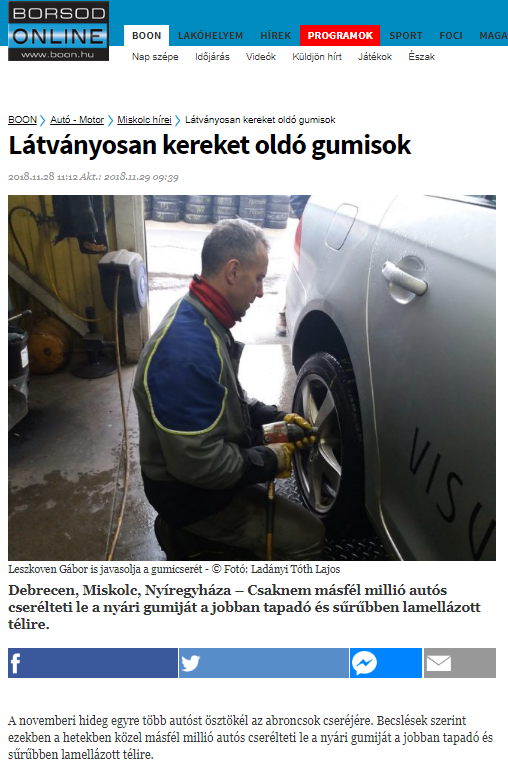 BORSOD
ONLINE
www.boon.hu
BOON LAKÓHELYEM HÍREK PROGRAMOK SPORT FOCI MAGA
Nap szépe Időjárás Videók Küldjön hírt Játékok Észak
BOON Autó - Motor Miskolc hírei Látványosan kereket oldó gumisok
Látványosan kereket oldó gumisok
2018.11.28 11:12 Akt.: 2018.11.29 09:39
VISU
Leszkoven Gábor is javasolja a gumicserét - © Fotó: Ladányi Tóth Lajos
Debrecen, Miskolc, Nyíregyháza – Csaknem másfél millió autós
cserélteti le a nyári gumiját a jobban tapadó és sűrűbben lamellázott
télire.
A novemberi hideg egyre több autóst ösztökél az abroncsok cseréjére. Becslések szerint
ezekben a hetekben közel másfél millió autós cserélteti le a nyári gumiját a jobban tapadó és
sűrűbben lamellázott télire.